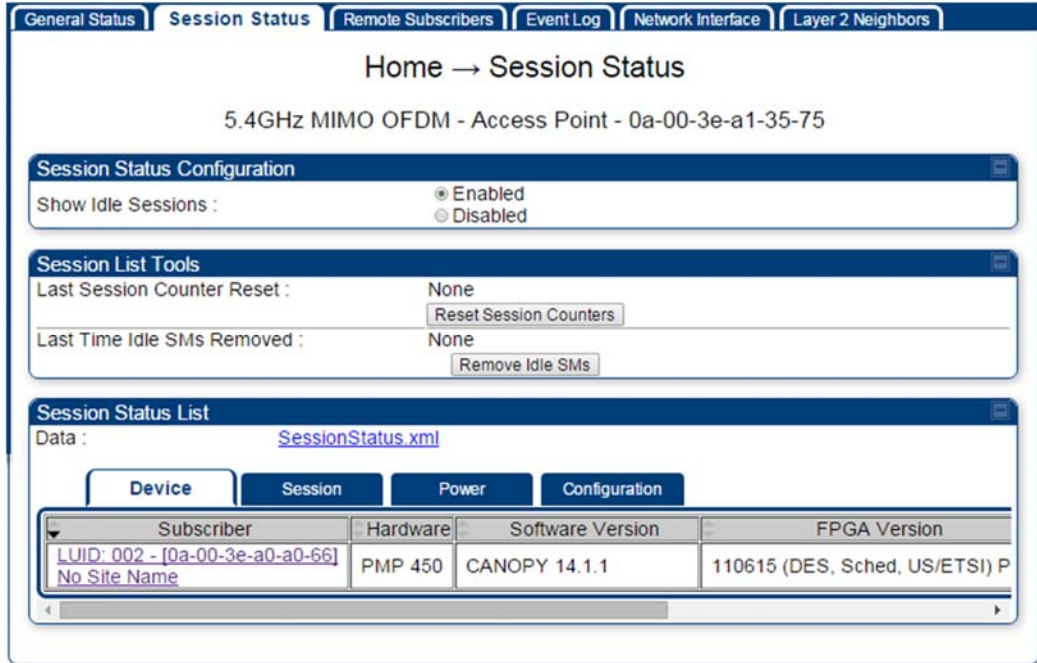 General Status Session Status Remote Subscribers Event Log Network Interface Layer 2 Neighbors
Home → Session Status
5.4GHz MIMO OFDM - Access Point - 0a-00-3e-a1-35-75
Session Status Configuration
Show Idle Sessions :
Enabled
Disabled
Session List Tools
Last Session Counter Reset : None
Reset Session Counters
Last Time Idle SMs Removed : None
Remove Idle SMs
Session Status List
Data : SessionStatus.xml
Device Session Power Configuration
Subscriber Hardware Software Version FPGA Version
LUID: 002 - [0a-00-3e-a0-a0-66]
No Site Name
PMP 450 CANOPY 14.1.1 110615 (DES, Sched, US/ETSI) P